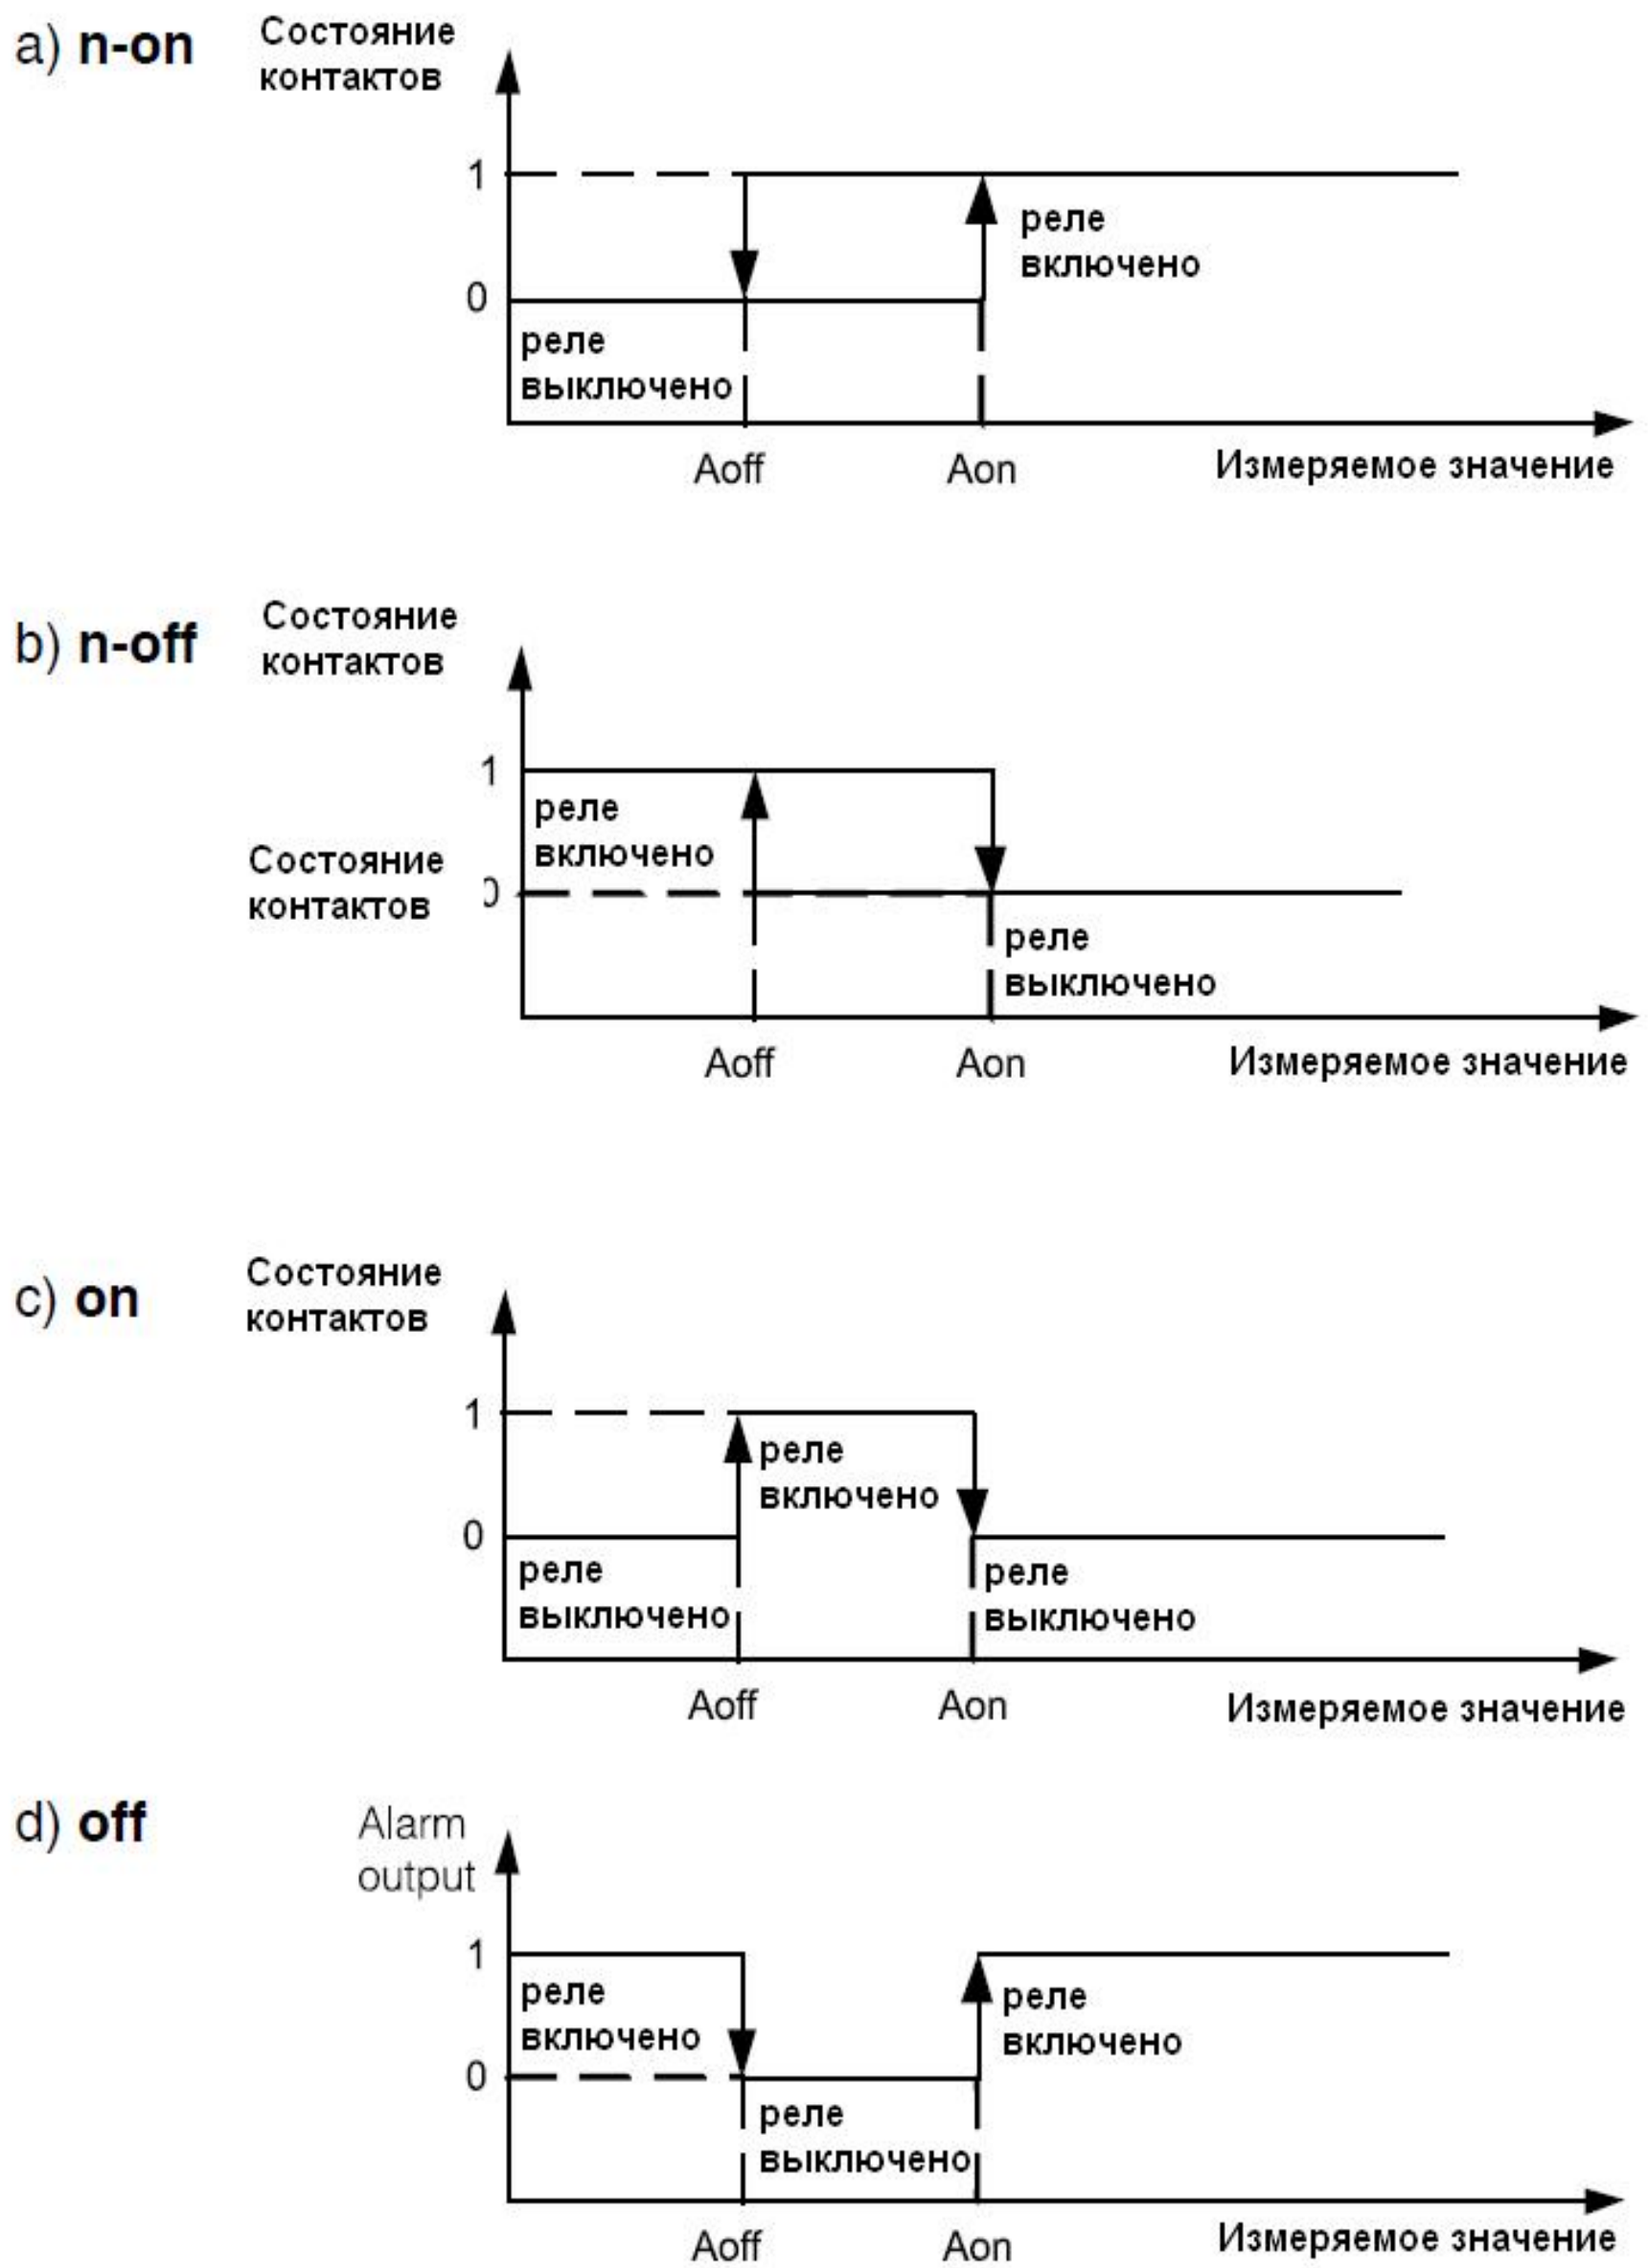 a) n-on
Состояние
контактов
1
реле
включено
0
реле
выключено
Aoff
Aon
Измеряемое значение
b) n-off
Состояние
контактов
1
реле
включено
Состояние
контактов
0
реле
выключено
Aoff
Aon
Измеряемое значение
c) on
Состояние
контактов
1
реле
включено
0
реле
выключено
реле
выключено
Aoff
Aon
Измеряемое значение
d) off
Alarm
output
1
реле
включено
реле
включено
0
реле
выключено
Aoff
Aon
Измеряемое значение